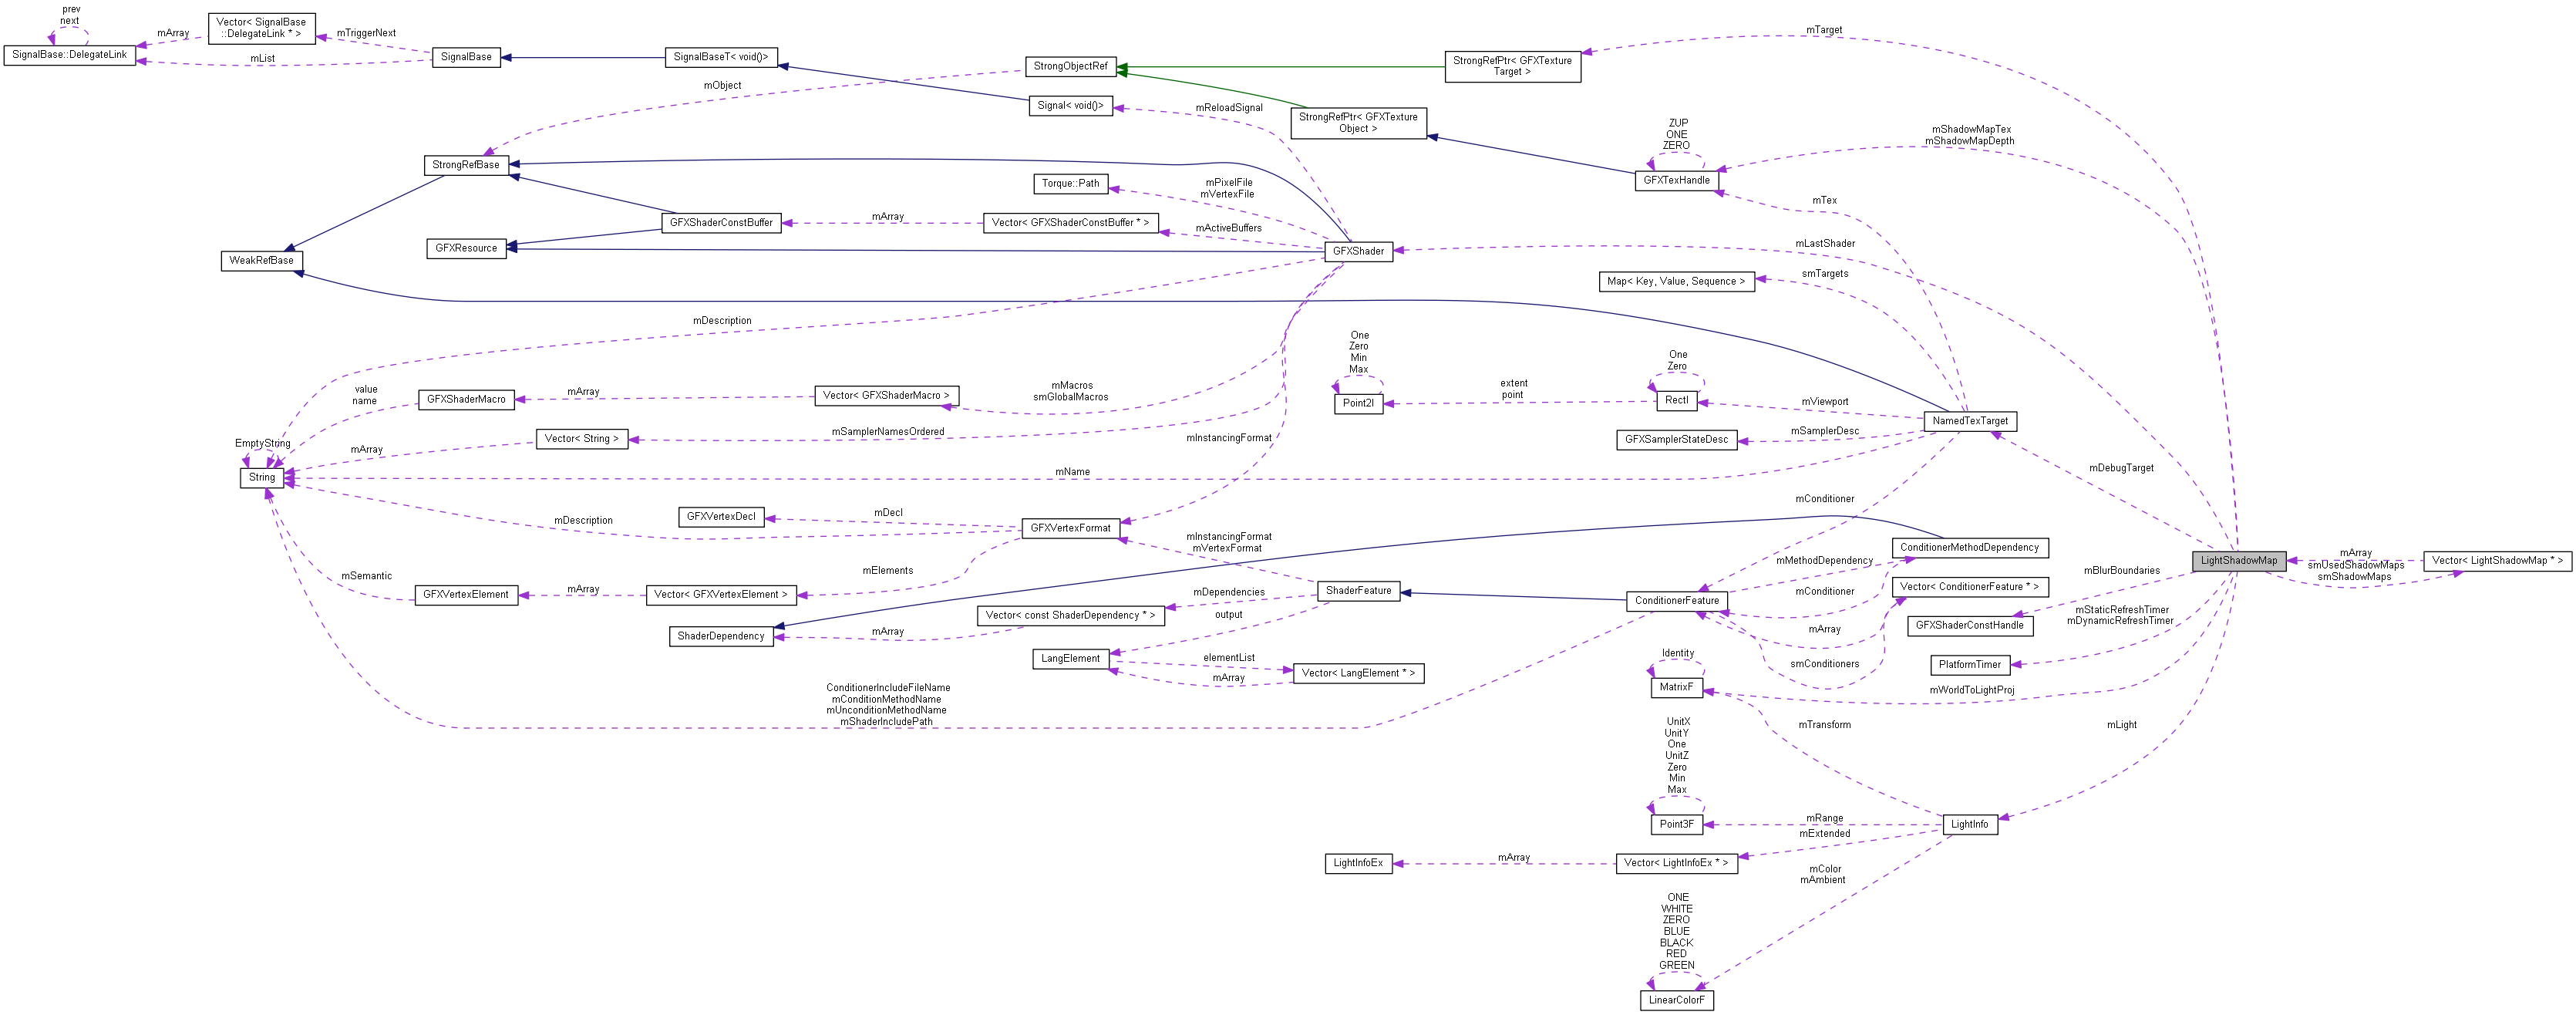 prev
next
Vector< SignalBase
::DelegateLink * >
mArray
mTriggerNext
SignalBase::DelegateLink
mList
SignalBase
SignalBaseT< void()>
StrongObjectRef
StrongRefPtr< GFXTexture
Target >
mTarget
mObject
Signal< void()>
mReloadSignal
StrongRefPtr< GFXTexture
Object >
ZUP
ONE
ZERO
mShadowMapTex
mShadowMapDepth
StrongRefBase
Torque::Path
mPixelFile
mVertexFile
GFXTexHandle
mTex
GFXShaderConstBuffer
mArray
Vector< GFXShaderConstBuffer * >
mActiveBuffers
GFXResource
WeakRefBase
GFXShader
mLastShader
Map< Key, Value, Sequence >
smTargets
mDescription
One
Zero
Min
Max
One
Zero
value
name
GFXShaderMacro
mArray
Vector< GFXShaderMacro >
mMacros
smGlobalMacros
Point2I
extent
point
RectI
mViewport
NamedTexTarget
mSamplerNamesOrdered
GFXSamplerStateDesc
mSamplerDesc
EmptyString
mArray
Vector< String >
mInstancingFormat
String
mName
mDebugTarget
mConditioner
GFXVertexDecl
mDecl
mDescription
GFXVertexFormat
mInstancingFormat
mVertexFormat
ConditionerMethodDependency
mMethodDependency
LightShadowMap
mArray
smUsedShadowMaps
smShadowMaps
Vector< LightShadowMap * >
mSemantic
mElements
mBlurBoundaries
GFXVertexElement
mArray
Vector< GFXVertexElement >
ShaderFeature
mDependencies
mConditioner
Vector< ConditionerFeature * >
ConditionerFeature
Vector< const ShaderDependency * >
output
mStaticRefreshTimer
mDynamicRefreshTimer
GFXShaderConstHandle
ShaderDependency
mArray
mArray
LangElement
elementList
Vector< LangElement * >
mArray
smConditioners
PlatformTimer
Identity
MatrixF
mWorldToLightProj
ConditionerIncludeFileName
mConditionMethodName
mUnconditionMethodName
mShaderIncludePath
mTransform
mLight
UnitX
UnitY
One
UnitZ
Zero
Min
Max
Point3F
mRange
LightInfo
mExtended
LightInfoEx
mArray
Vector< LightInfoEx * >
mColor
mAmbient
ONE
WHITE
ZERO
BLUE
BLACK
RED
GREEN
LinearColorF